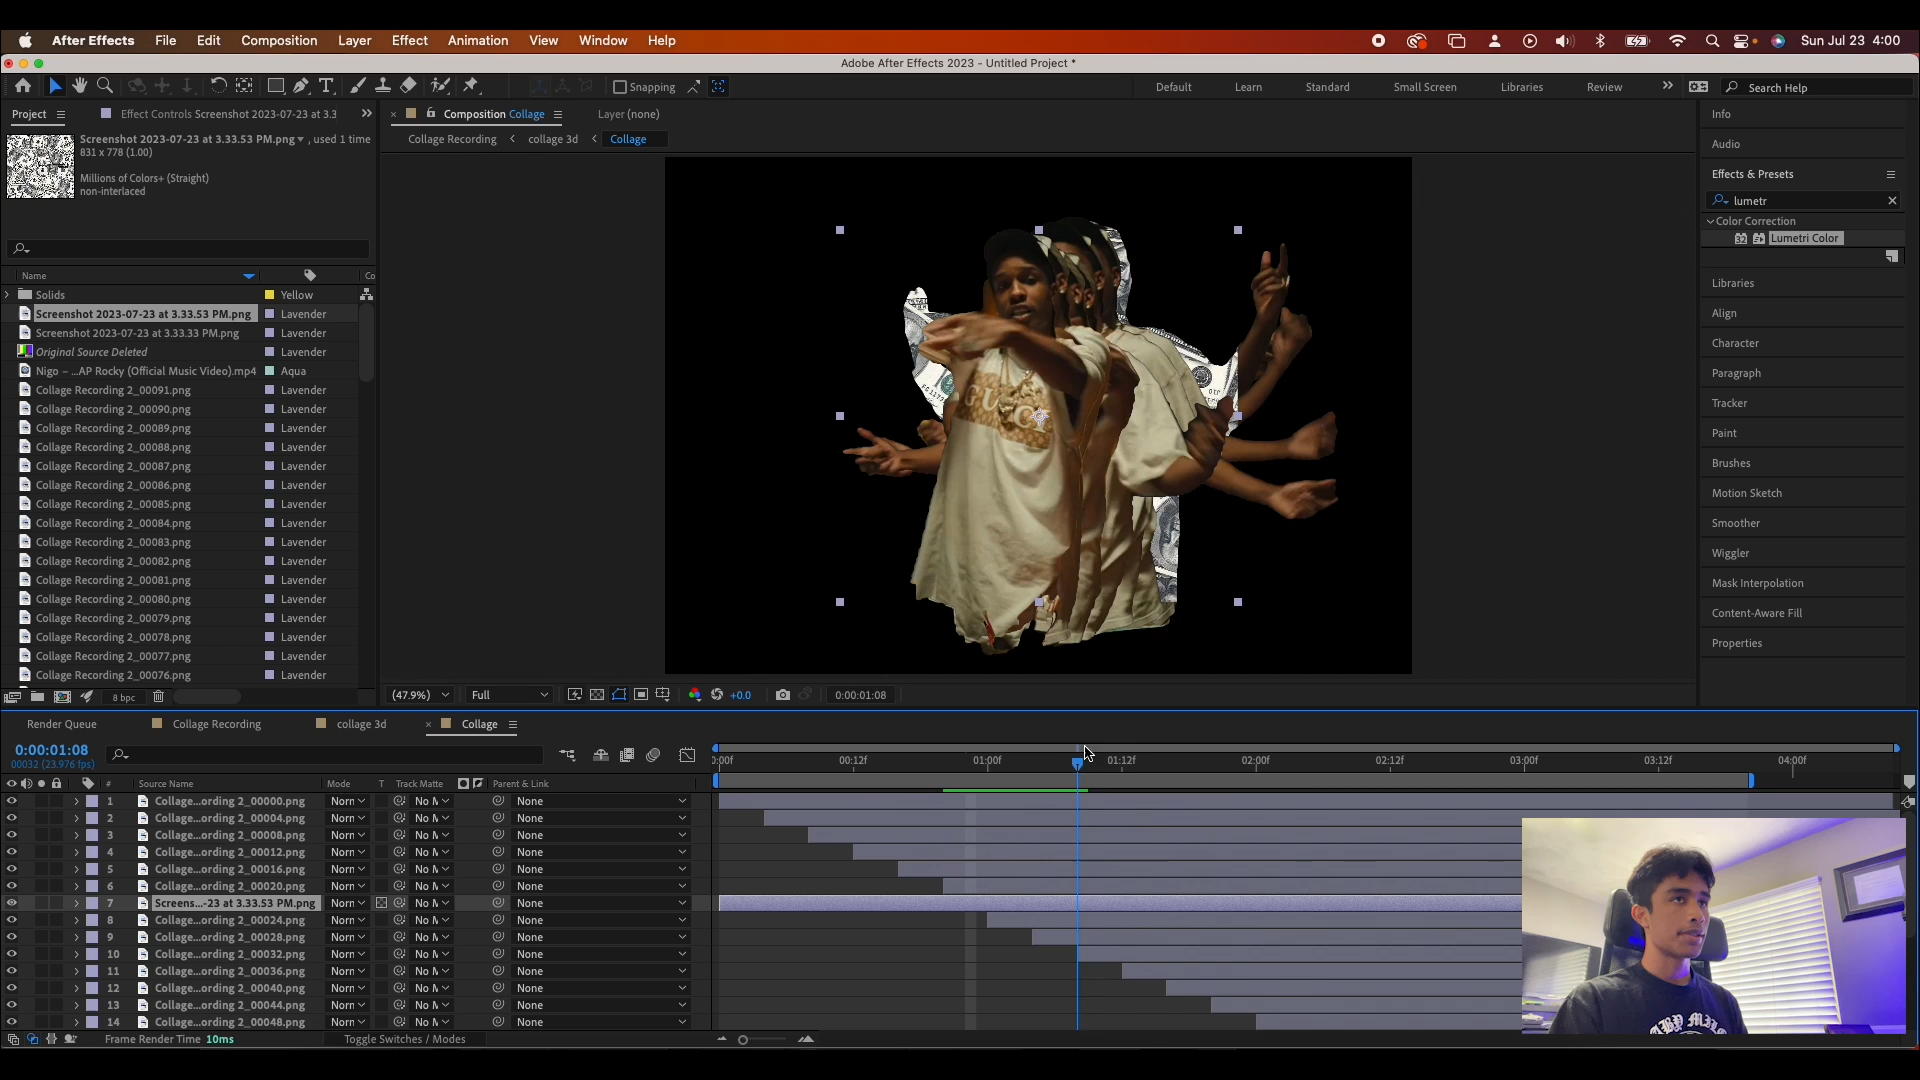 After Effects File Edit Composition Layer Effect Animation View Window Help Sun Jul 23 4:00
Adobe After Effects 2023 - Untitled Project *
Snapping Default Learn Standard Small Screen Libraries Review Search Help
Project Effect Controls Screenshot 2023-07-23 at 3.3
Composition Collage Layer (none)
Screenshot 2023-07-23 at 3.33.53 PM.png , used 1 time
831 x 778 (1.00)
Millions of Colors+ (Straight)
non-interlaced
Collage Recording collage 3d Collage
Name Co
Solids Yellow
Screenshot 2023-07-23 at 3.33.53 PM.png Lavender
Screenshot 2023-07-23 at 3.33.33 PM.png Lavender
Original Source Deleted Lavender
Nigo – ...AP Rocky (Official Music Video).mp4 Aqua
Collage Recording 2_00091.png Lavender
Collage Recording 2_00090.png Lavender
Collage Recording 2_00089.png Lavender
Collage Recording 2_00088.png Lavender
Collage Recording 2_00087.png Lavender
Collage Recording 2_00086.png Lavender
Collage Recording 2_00085.png Lavender
Collage Recording 2_00084.png Lavender
Collage Recording 2_00083.png Lavender
Collage Recording 2_00082.png Lavender
Collage Recording 2_00081.png Lavender
Collage Recording 2_00080.png Lavender
Collage Recording 2_00079.png Lavender
Collage Recording 2_00078.png Lavender
Collage Recording 2_00077.png Lavender
Collage Recording 2_00076.png Lavender
8 bpc
(47.9%) Full +0.0 0:00:01:08
Info
Audio
Effects & Presets
lumetr
Color Correction
32 Lumetri Color
Libraries
Align
Character
Paragraph
Tracker
Paint
Brushes
Motion Sketch
Smoother
Wiggler
Mask Interpolation
Content-Aware Fill
Properties
Render Queue Collage Recording collage 3d Collage
0:00:01:08
00032 (23.976 fps)
0:00f 00:12f 01:00f 01:12f 02:00f 02:12f 03:00f 03:12f 04:00f
# Source Name Mode T Track Matte Parent & Link
1 Collage...ording 2_00000.png Norn No M None
2 Collage...ording 2_00004.png Norn No M None
3 Collage...ording 2_00008.png Norn No M None
4 Collage...ording 2_00012.png Norn No M None
5 Collage...ording 2_00016.png Norn No M None
6 Collage...ording 2_00020.png Norn No M None
7 Screens...-23 at 3.33.53 PM.png Norn No M None
8 Collage...ording 2_00024.png Norn No M None
9 Collage...ording 2_00028.png Norn No M None
10 Collage...ording 2_00032.png Norn No M None
11 Collage...ording 2_00036.png Norn No M None
12 Collage...ording 2_00040.png Norn No M None
13 Collage...ording 2_00044.png Norn No M None
14 Collage...ording 2_00048.png Norn No M None
Frame Render Time 10ms Toggle Switches / Modes